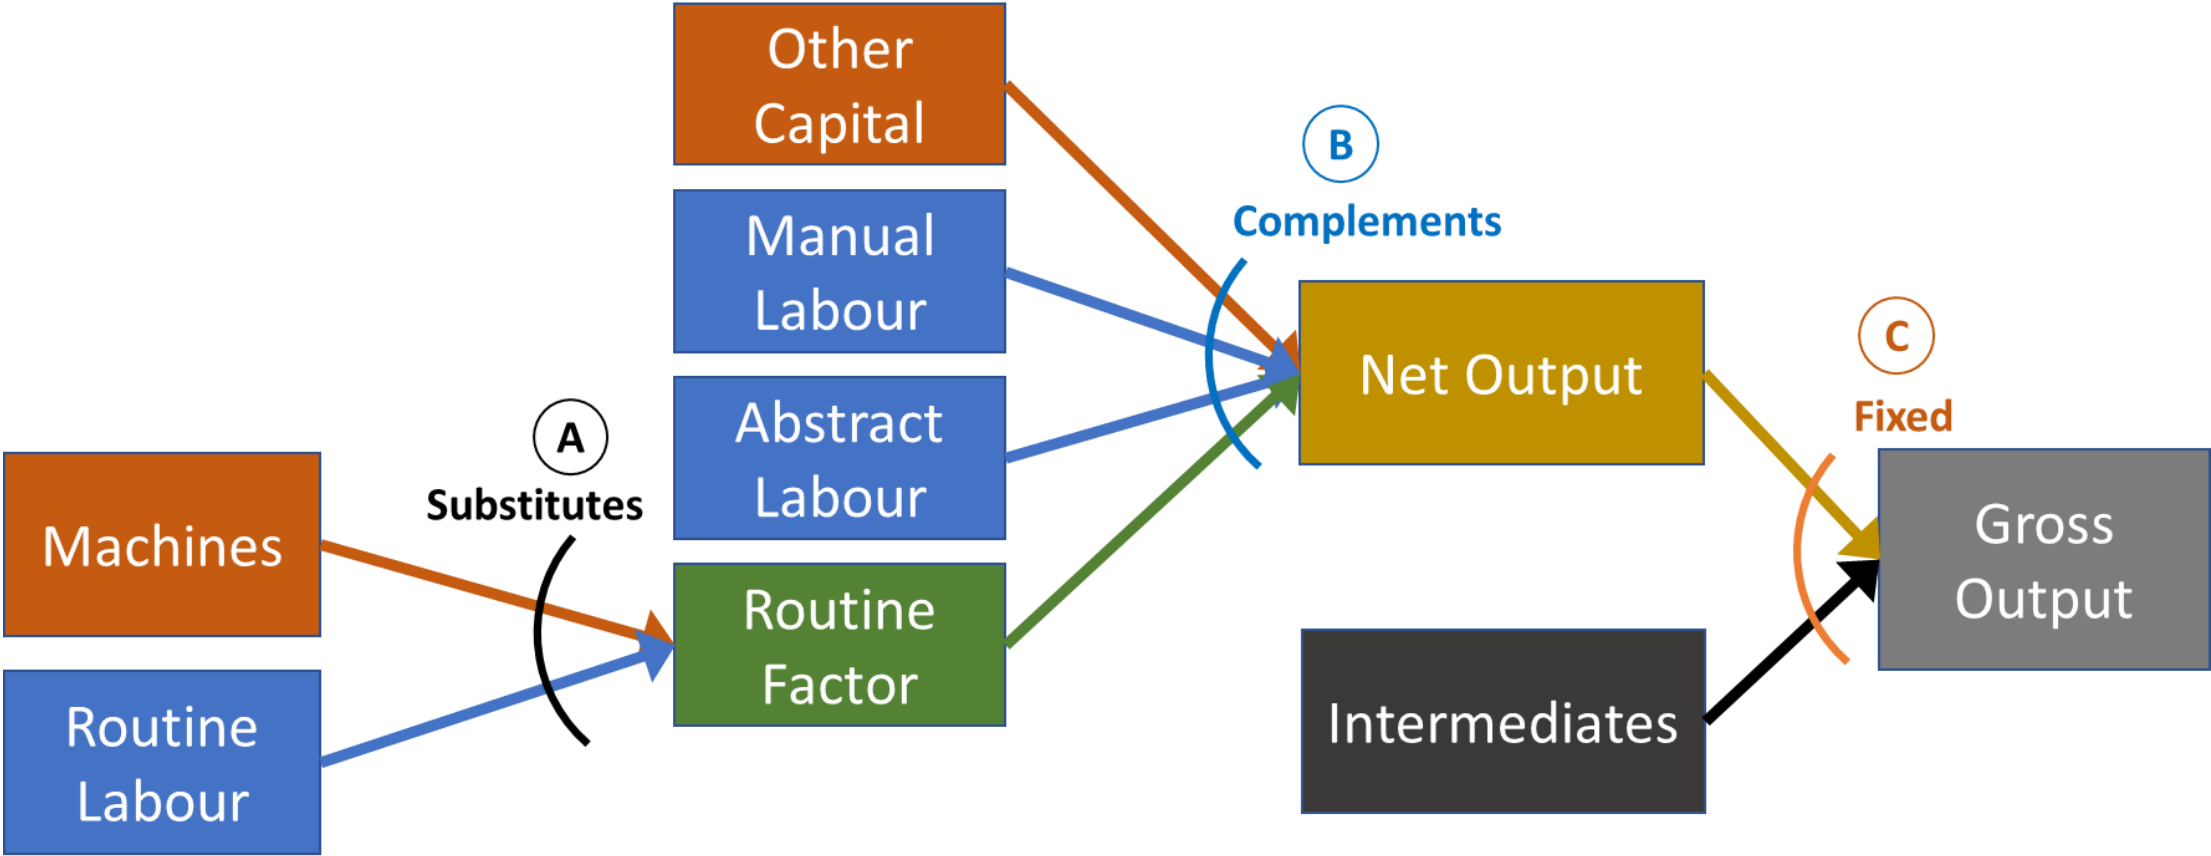 Other
Capital
Manual
Labour
Abstract
Labour
Routine
Factor
A
Substitutes
Machines
Routine
Labour
B
Complements
Net Output
Intermediates
C
Fixed
Gross
Output